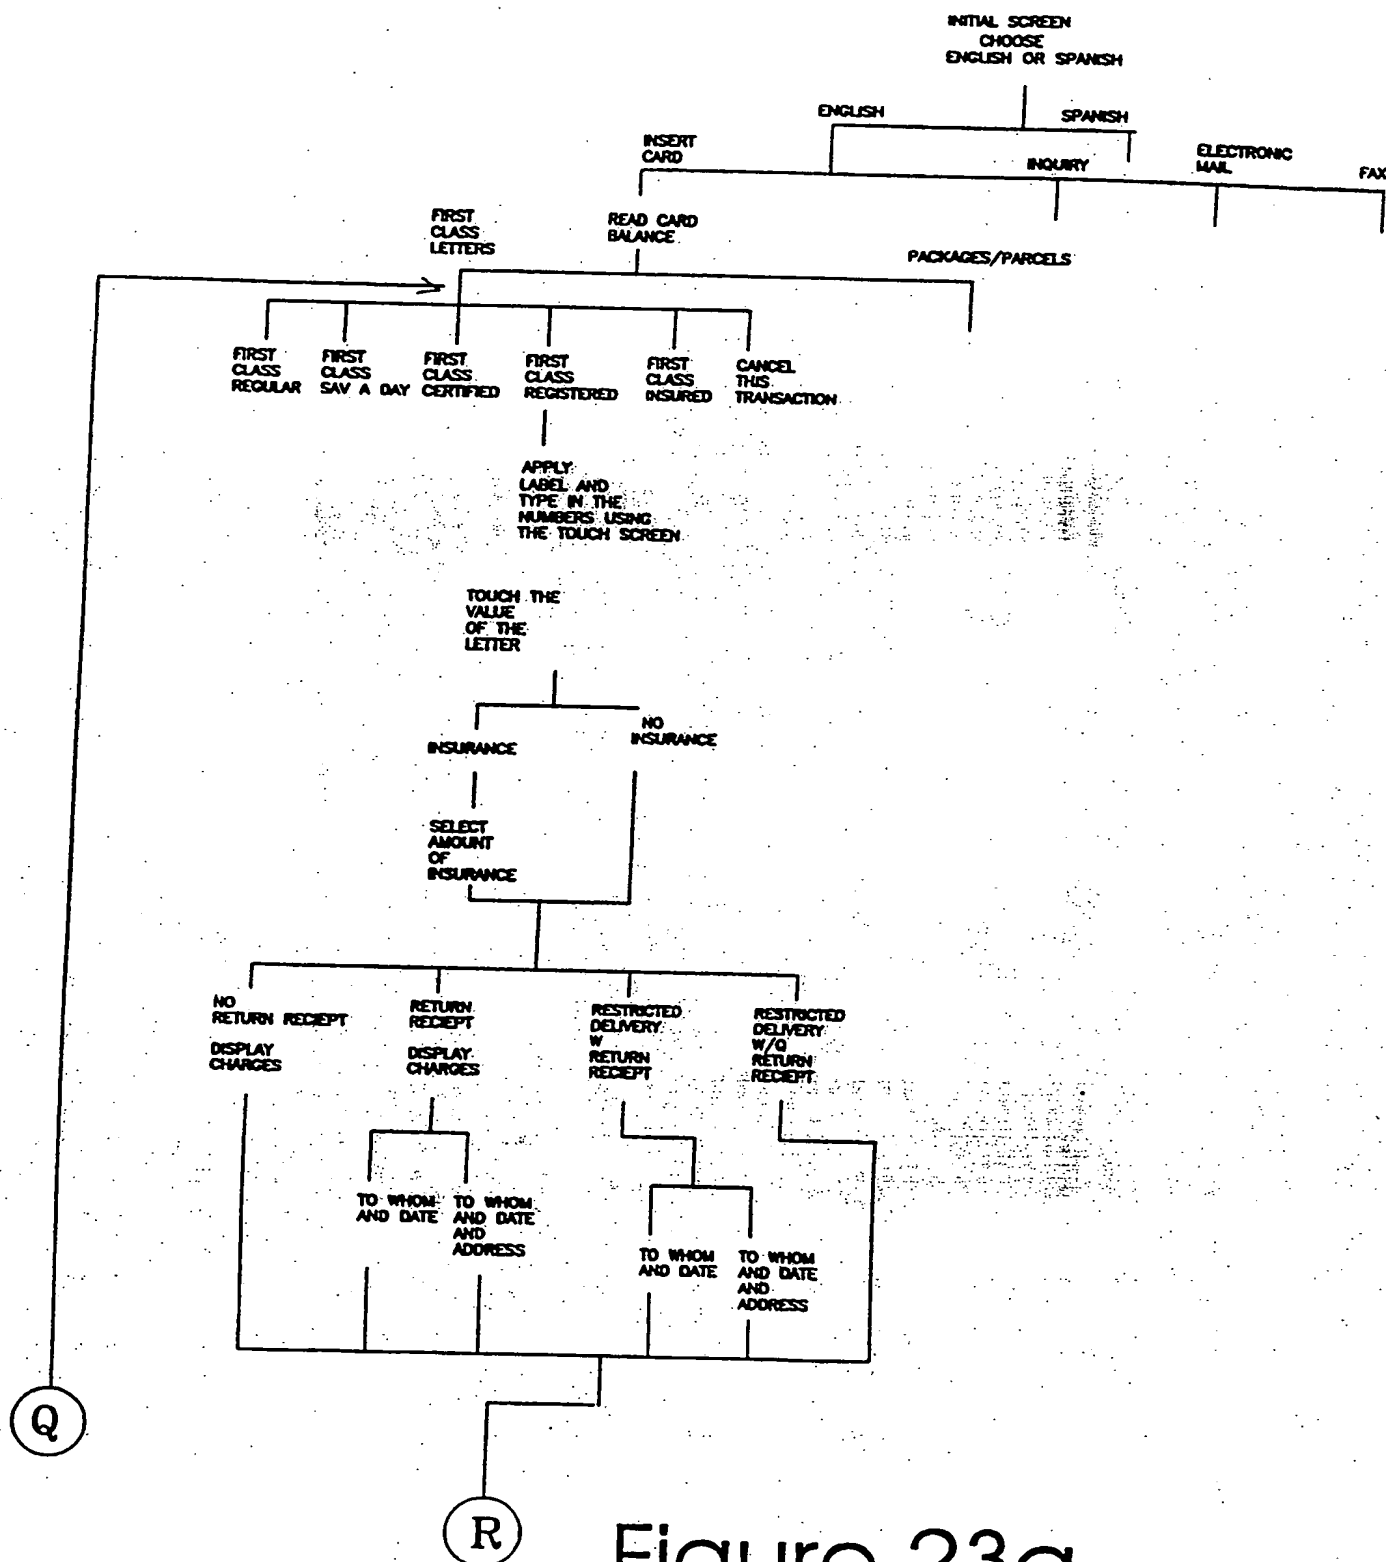 INITIAL SCREEN
CHOOSE
ENGLISH OR SPANISH
ENGLISH
SPANISH
INSERT
CARD
INQUIRY
ELECTRONIC
MAIL
FAX
READ CARD
BALANCE
FIRST
CLASS
LETTERS
PACKAGES/PARCELS
FIRST
CLASS
REGULAR
FIRST
CLASS
SAV A DAY
FIRST
CLASS
CERTIFIED
FIRST
CLASS
REGISTERED
FIRST
CLASS
INSURED
CANCEL
THIS
TRANSACTION
APPLY
LABEL AND
TYPE IN THE
NUMBERS USING
THE TOUCH SCREEN
TOUCH THE
VALUE
OF THE
LETTER
INSURANCE
NO
INSURANCE
SELECT
AMOUNT
OF
INSURANCE
NO
RETURN RECIEPT
DISPLAY
CHARGES
RETURN
RECIEPT
DISPLAY
CHARGES
RESTRICTED
DELIVERY
W
RETURN
RECIEPT
RESTRICTED
DELIVERY
W/O
RETURN
RECIEPT
TO WHOM
AND DATE
TO WHOM
AND DATE
AND
ADDRESS
TO WHOM
AND DATE
TO WHOM
AND DATE
AND
ADDRESS
Q
R
Figure 23a